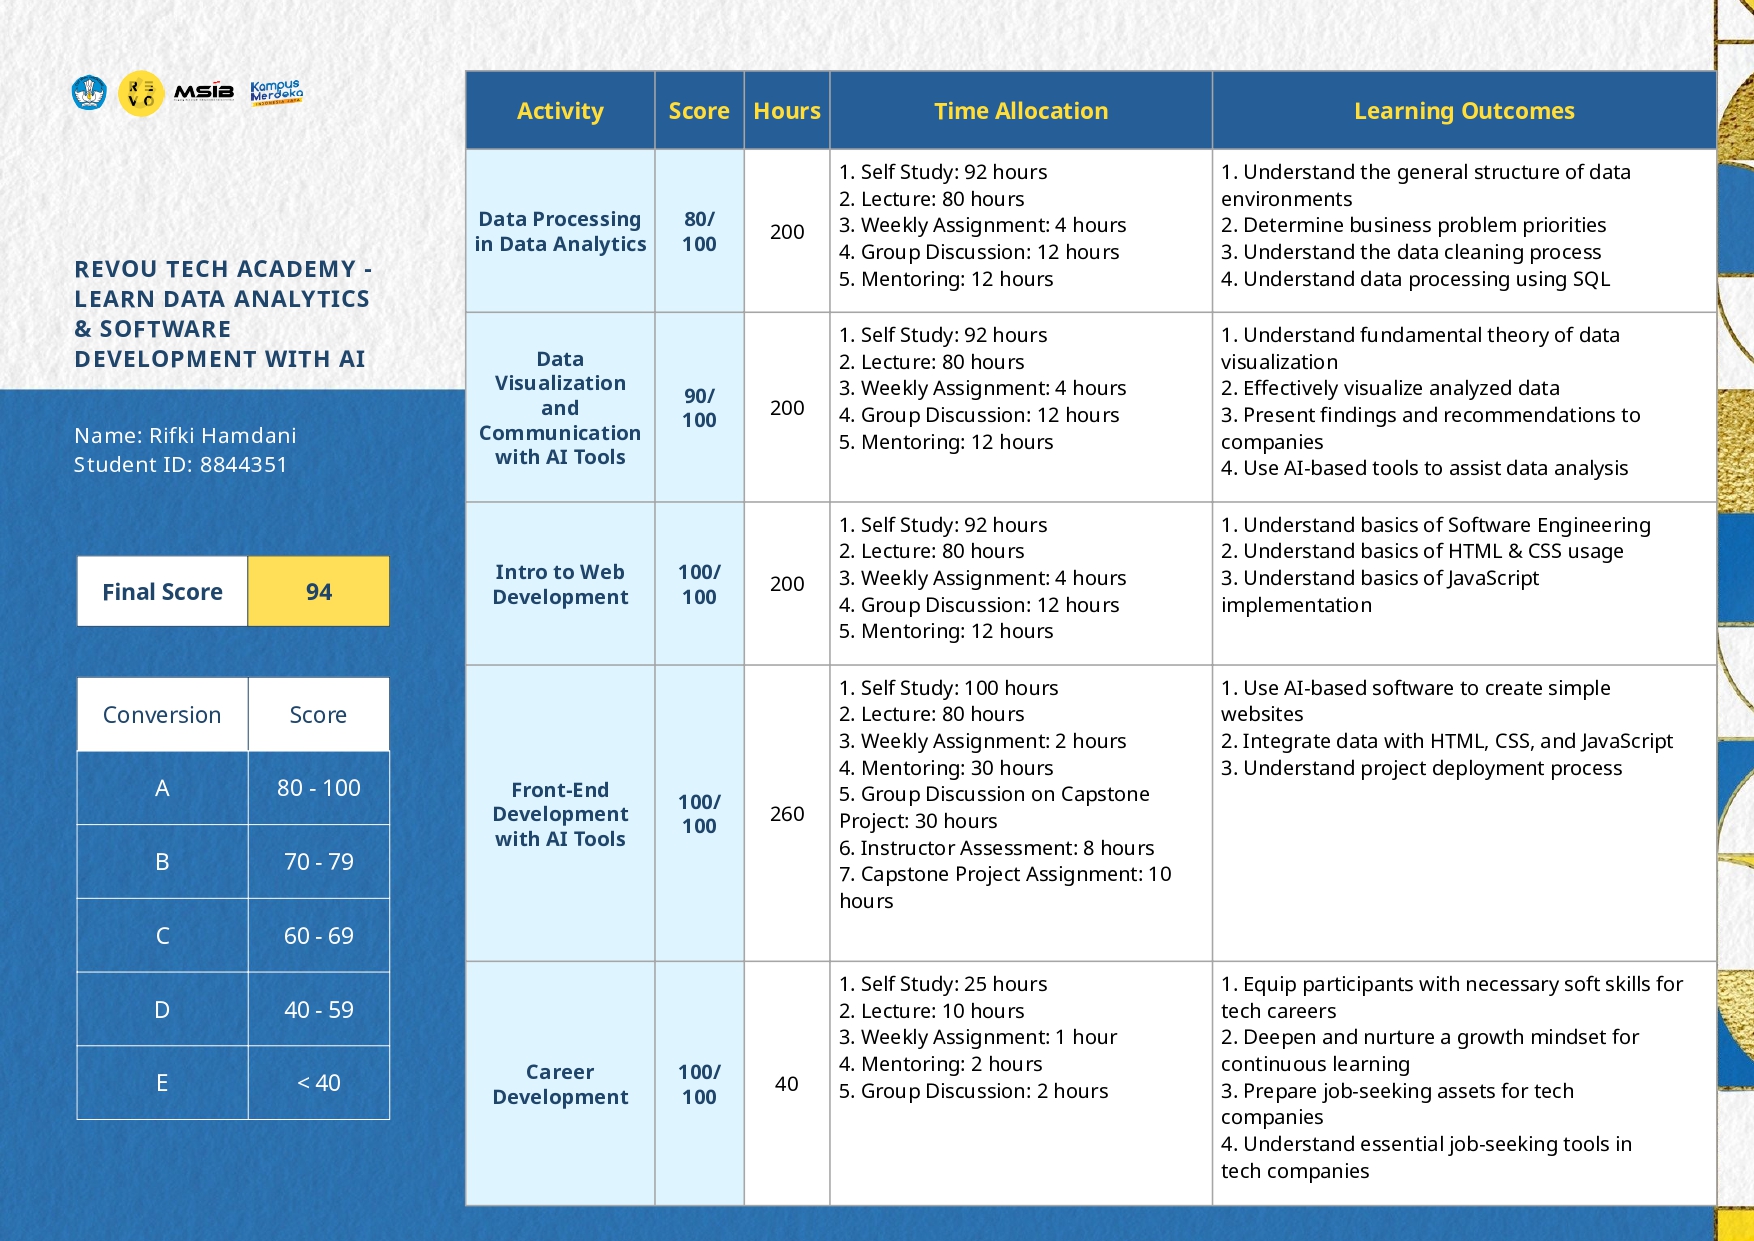 REVO
U
MSIB
Kampus
Merdeka
INDONESIA JAYA
REVOU TECH ACADEMY -
LEARN DATA ANALYTICS
& SOFTWARE
DEVELOPMENT WITH AI
Name: Rifki Hamdani
Student ID: 8844351
Final Score 94
Conversion Score
A 80 - 100
B 70 - 79
C 60 - 69
D 40 - 59
E < 40
Activity Score Hours Time Allocation Learning Outcomes
Data Processing
in Data Analytics
80/
100
200
1. Self Study: 92 hours
2. Lecture: 80 hours
3. Weekly Assignment: 4 hours
4. Group Discussion: 12 hours
5. Mentoring: 12 hours
1. Understand the general structure of data
environments
2. Determine business problem priorities
3. Understand the data cleaning process
4. Understand data processing using SQL
Data
Visualization
and
Communication
with AI Tools
90/
100
200
1. Self Study: 92 hours
2. Lecture: 80 hours
3. Weekly Assignment: 4 hours
4. Group Discussion: 12 hours
5. Mentoring: 12 hours
1. Understand fundamental theory of data
visualization
2. Effectively visualize analyzed data
3. Present findings and recommendations to
companies
4. Use AI-based tools to assist data analysis
Intro to Web
Development
100/
100
200
1. Self Study: 92 hours
2. Lecture: 80 hours
3. Weekly Assignment: 4 hours
4. Group Discussion: 12 hours
5. Mentoring: 12 hours
1. Understand basics of Software Engineering
2. Understand basics of HTML & CSS usage
3. Understand basics of JavaScript
implementation
Front-End
Development
with AI Tools
100/
100
260
1. Self Study: 100 hours
2. Lecture: 80 hours
3. Weekly Assignment: 2 hours
4. Mentoring: 30 hours
5. Group Discussion on Capstone
Project: 30 hours
6. Instructor Assessment: 8 hours
7. Capstone Project Assignment: 10
hours
1. Use AI-based software to create simple
websites
2. Integrate data with HTML, CSS, and JavaScript
3. Understand project deployment process
Career
Development
100/
100
40
1. Self Study: 25 hours
2. Lecture: 10 hours
3. Weekly Assignment: 1 hour
4. Mentoring: 2 hours
5. Group Discussion: 2 hours
1. Equip participants with necessary soft skills for
tech careers
2. Deepen and nurture a growth mindset for
continuous learning
3. Prepare job-seeking assets for tech
companies
4. Understand essential job-seeking tools in
tech companies